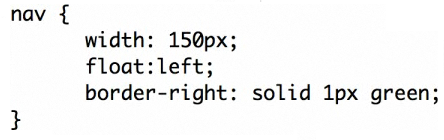 nav {
width: 150px;
float:left;
border-right: solid 1px green;
}